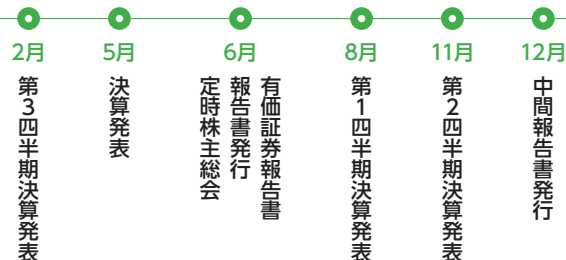 2月
第3四半期決算発表
5月
決算発表
6月
有価証券報告書
報告書発行
定時株主総会
8月
第1四半期決算発表
11月
第2四半期決算発表
12月
中間報告書発行